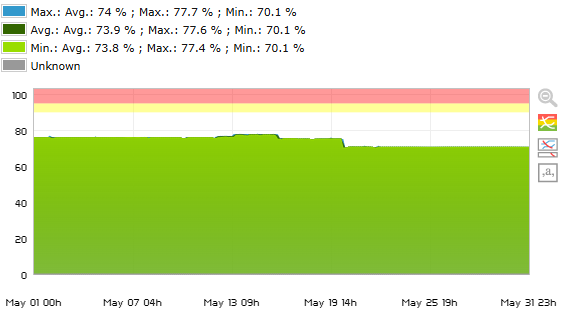 Max.: Avg.: 74 % ; Max.: 77.7 % ; Min.: 70.1 %
Avg.: Avg.: 73.9 % ; Max.: 77.6 % ; Min.: 70.1 %
Min.: Avg.: 73.8 % ; Max.: 77.4 % ; Min.: 70.1 %
Unknown
100
80
60
40
20
0
May 01 00h May 07 04h May 13 09h May 19 14h May 25 19h May 31 23h
,a,